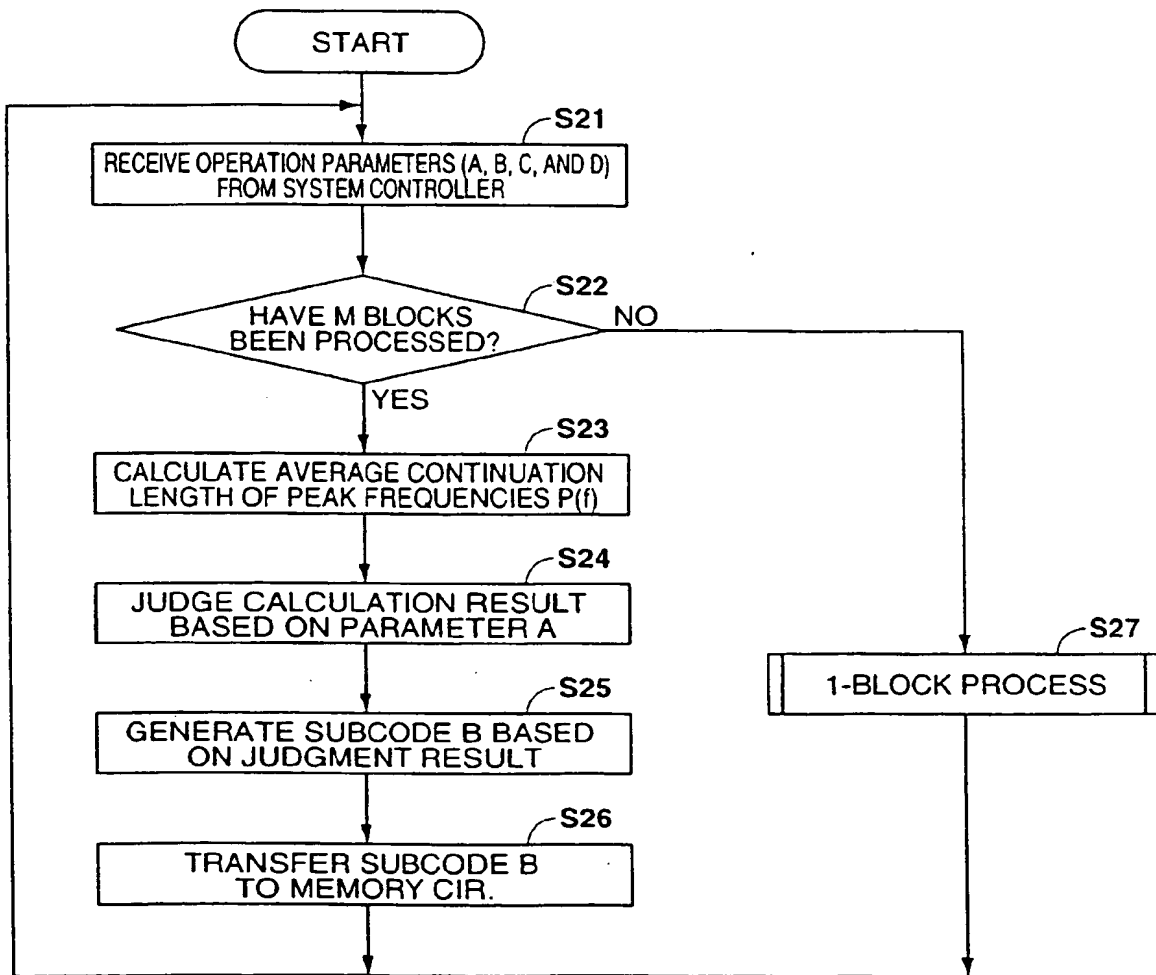 START
S21
RECEIVE OPERATION PARAMETERS (A, B, C, AND D)
FROM SYSTEM CONTROLLER
S22
HAVE M BLOCKS
BEEN PROCESSED?
NO
YES
S23
CALCULATE AVERAGE CONTINUATION
LENGTH OF PEAK FREQUENCIES P(f)
S24
JUDGE CALCULATION RESULT
BASED ON PARAMETER A
S27
1-BLOCK PROCESS
S25
GENERATE SUBCODE B BASED
ON JUDGMENT RESULT
S26
TRANSFER SUBCODE B
TO MEMORY CIR.